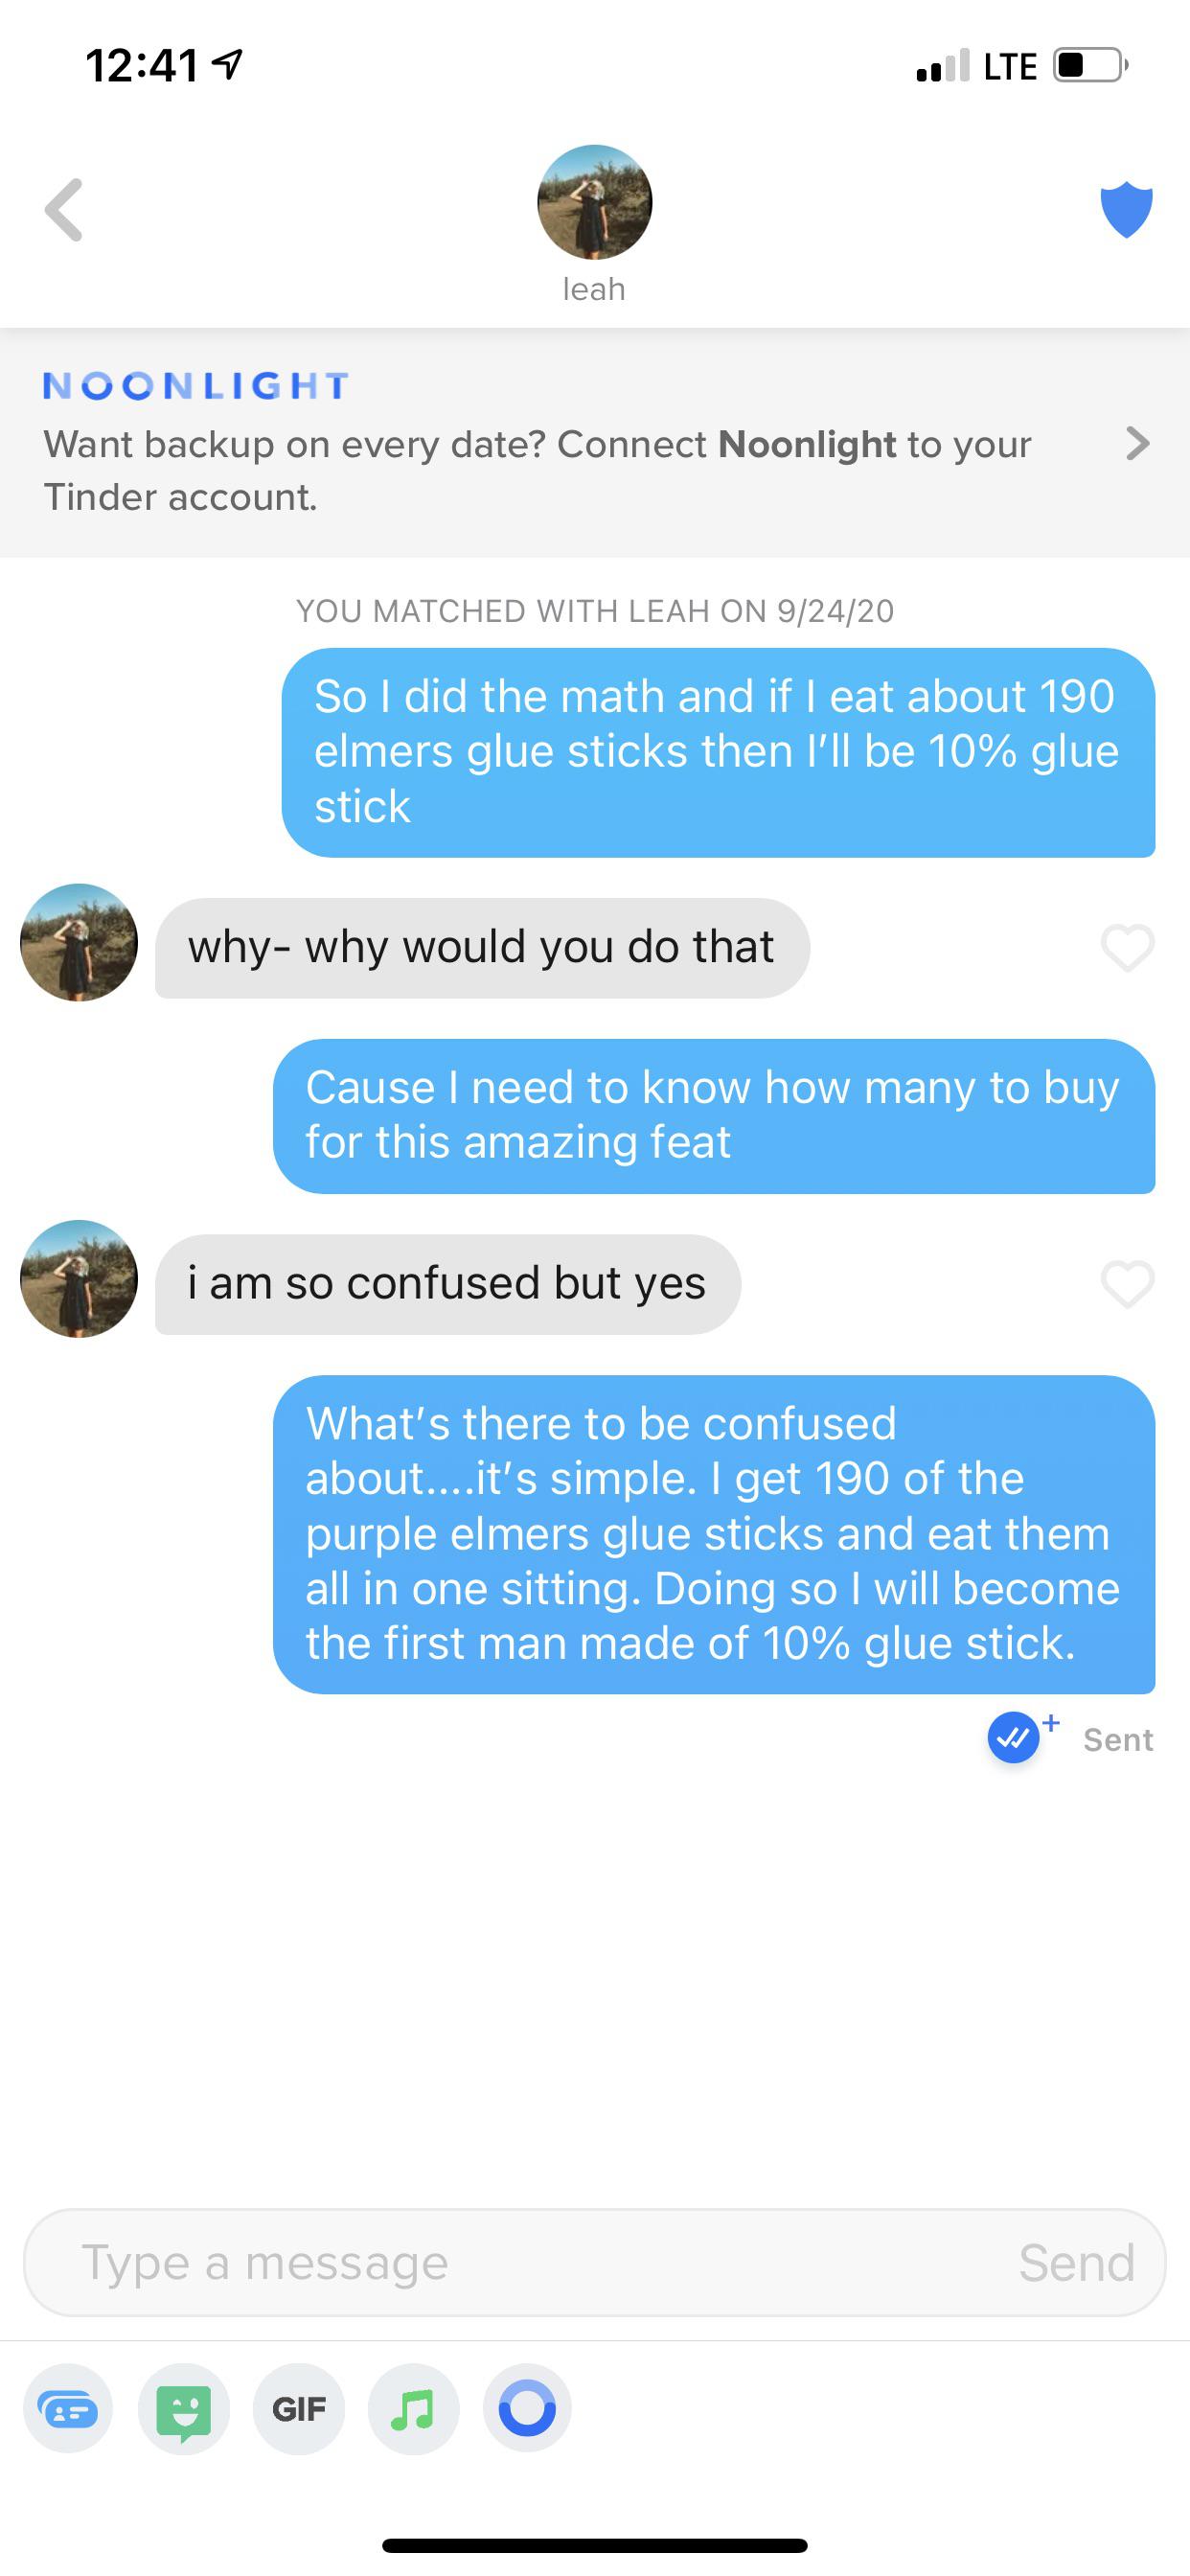 12:41
LTE
leah
NOONLIGHT
Want backup on every date? Connect Noonlight to your
Tinder account.
YOU MATCHED WITH LEAH ON 9/24/20
So I did the math and if I eat about 190
elmers glue sticks then I’ll be 10% glue
stick
why- why would you do that
Cause I need to know how many to buy
for this amazing feat
i am so confused but yes
What’s there to be confused
about....it’s simple. I get 190 of the
purple elmers glue sticks and eat them
all in one sitting. Doing so I will become
the first man made of 10% glue stick.
Sent
Type a message
Send
GIF